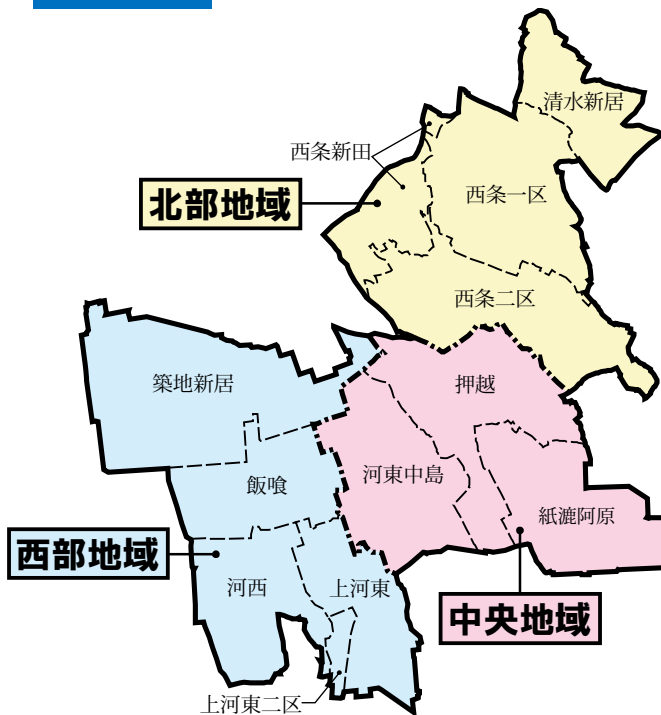 清水新居
西条新田
北部地域
西条一区
西条二区
築地新居
押越
飯喰
河東中島
紙漉阿原
西部地域
河西
上河東
中央地域
上河東二区